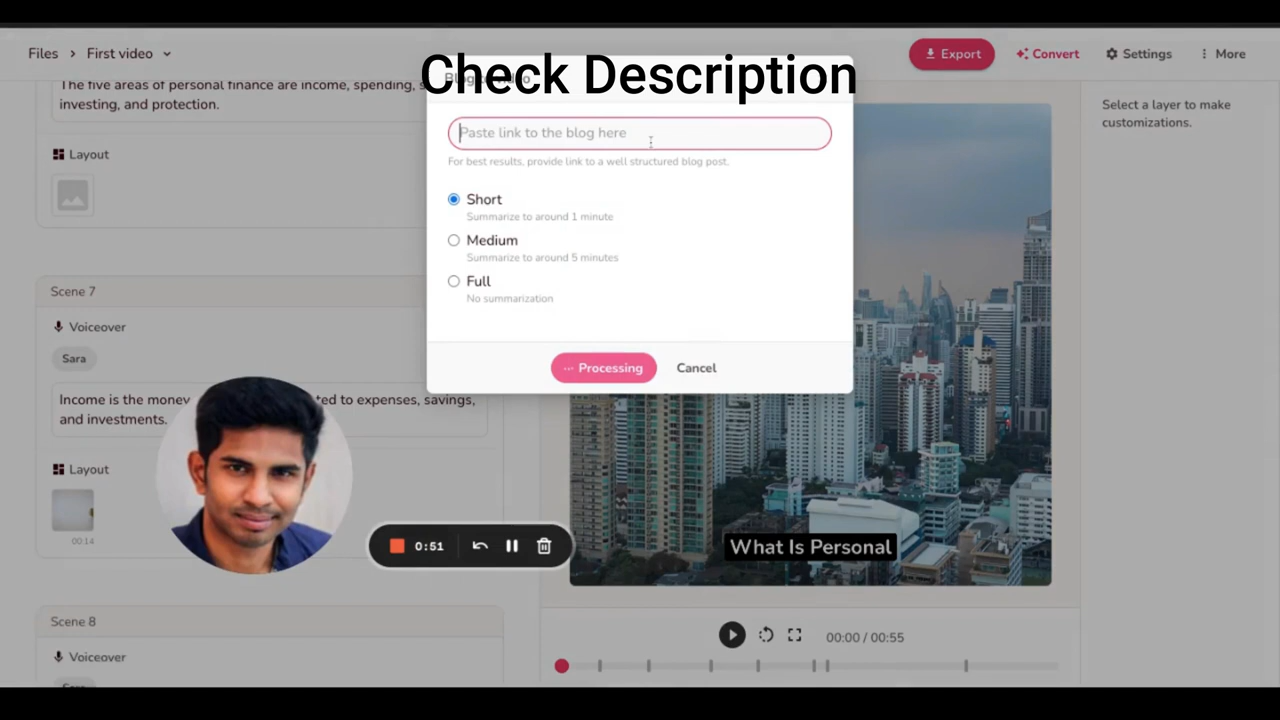 Files > First video
Export
Convert
Settings
More
Check Description
The five areas of personal finance are income, spending,
investing, and protection.
Layout
Scene 7
Voiceover
Sara
Income is the money
ted to expenses, savings,
and investments.
Layout
00:14
Scene 8
Voiceover
Paste link to the blog here
For best results, provide link to a well structured blog post.
Short
Summarize to around 1 minute
Medium
Summarize to around 5 minutes
Full
No summarization
Processing
Cancel
0:51
What Is Personal
00:00 / 00:55
Select a layer to make
customizations.